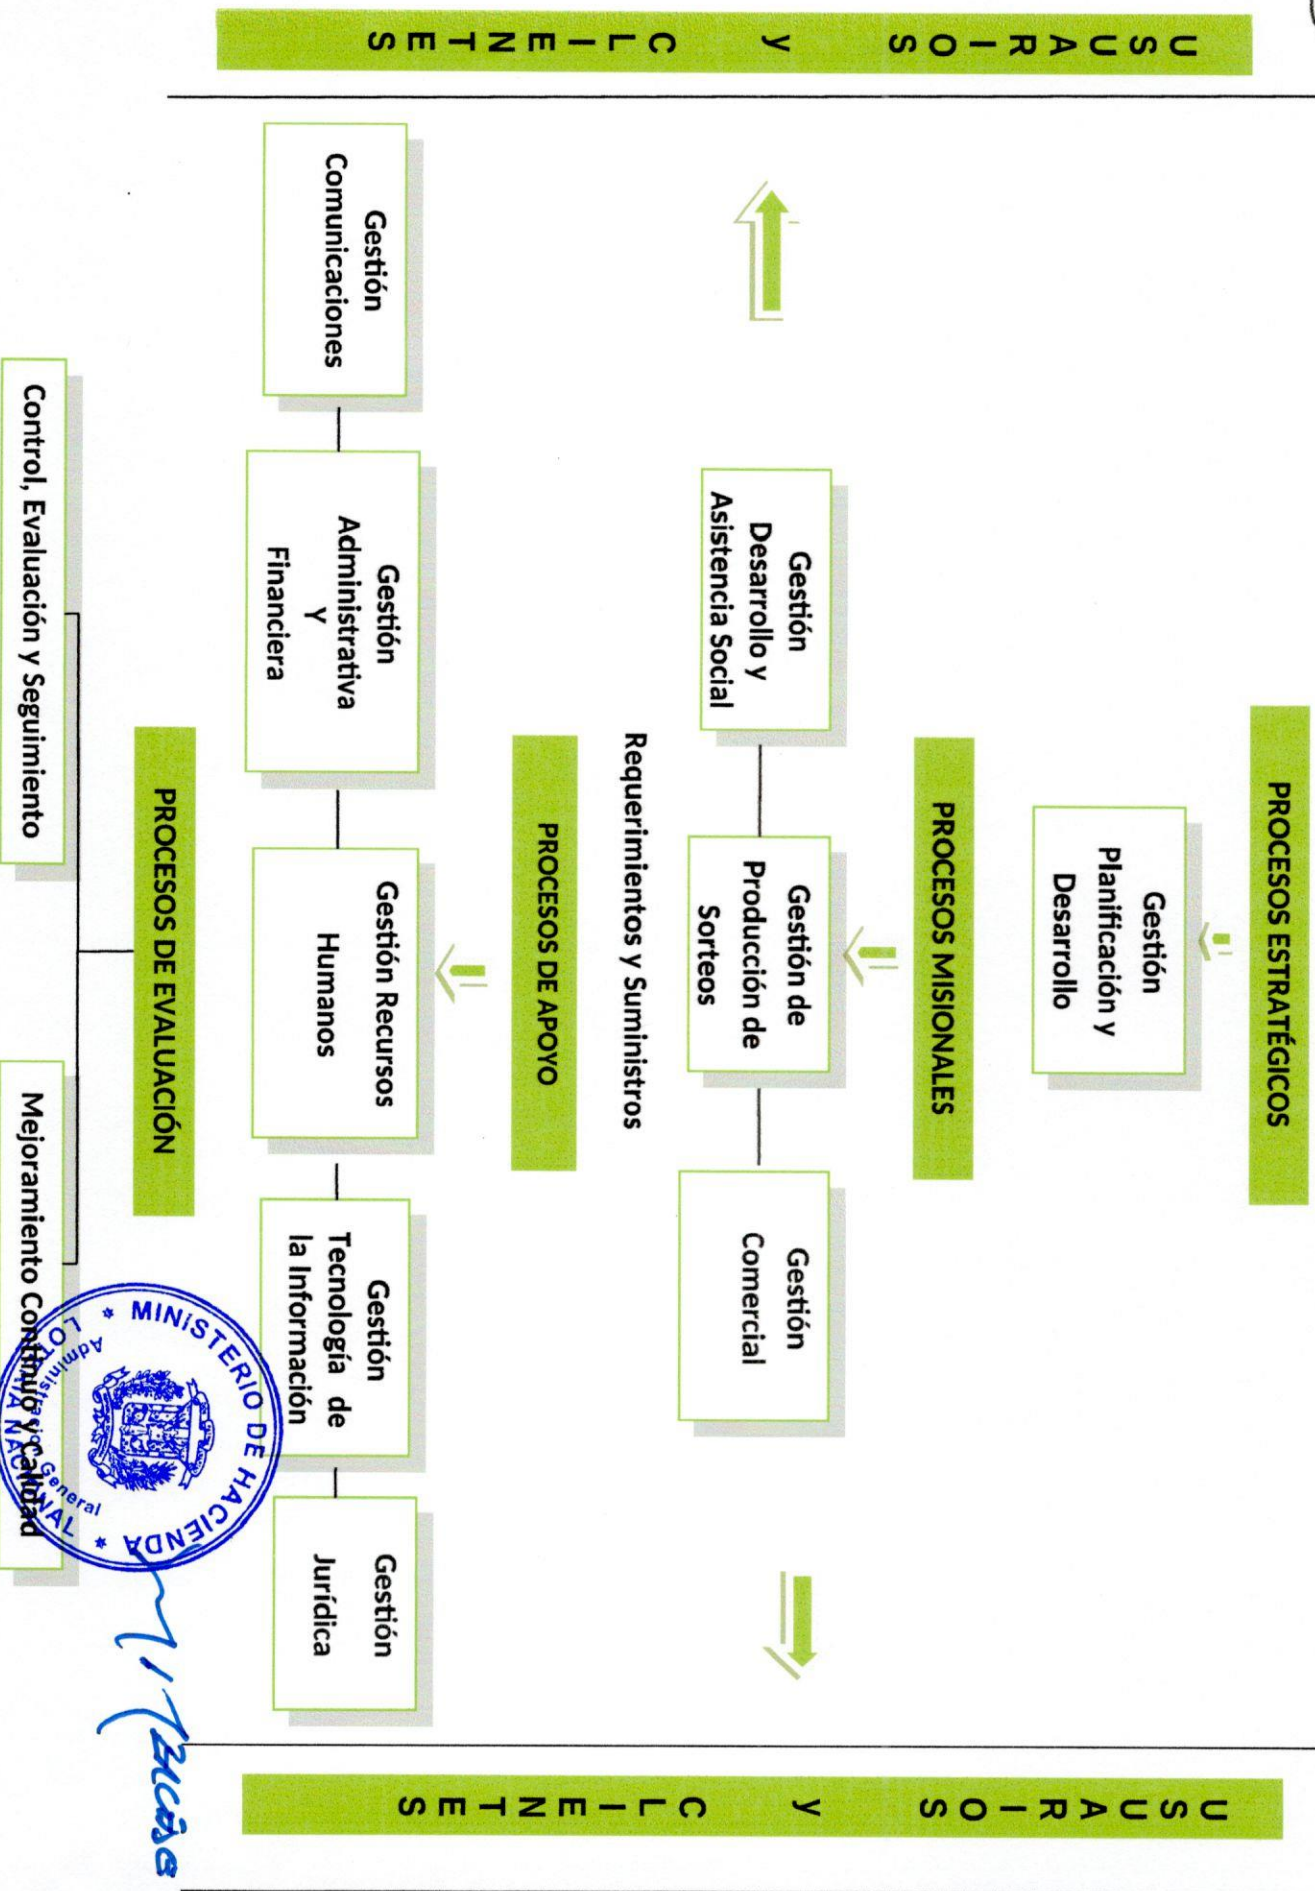 USUARIOS y CLIENTES
PROCESOS ESTRATÉGICOS
Gestión
Planificación y
Desarrollo
PROCESOS MISIONALES
Gestión
Desarrollo y
Asistencia Social
Gestión de
Producción de
Sorteos
Gestión
Comercial
Requerimientos y Suministros
PROCESOS DE APOYO
Gestión
Comunicaciones
Gestión
Administrativa
Y
Financiera
Gestión Recursos
Humanos
Gestión
Tecnología de
la Información
Gestión
Jurídica
PROCESOS DE EVALUACIÓN
Control, Evaluación y Seguimiento
Mejoramiento Continuo y Calidad
MINISTERIO DE HACIENDA
Administración General
LOTERIA NACIONAL
USUARIOS y CLIENTES